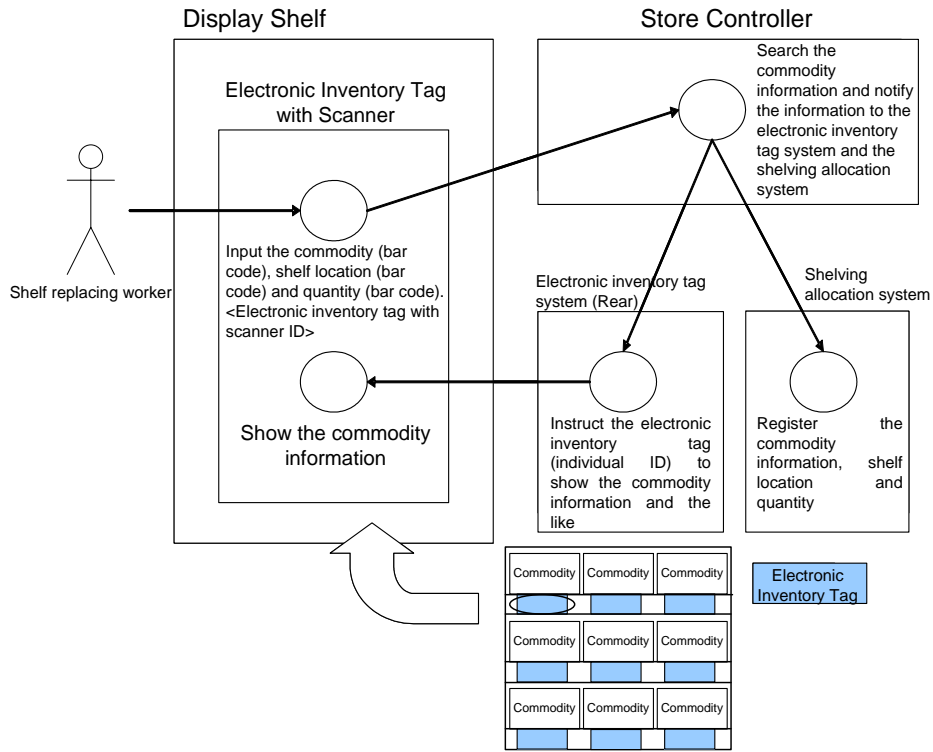 Display Shelf
Store Controller
Electronic Inventory Tag
with Scanner
Search the
commodity
information and notify
the information to the
electronic inventory
tag system and the
shelving allocation
system
Shelf replacing worker
Input the commodity (bar
code), shelf location (bar
code) and quantity (bar code).
<Electronic inventory tag with
scanner ID>
Show the commodity
information
Electronic inventory tag
system (Rear)
Shelving
allocation system
Instruct the electronic
inventory tag
(individual ID) to
show the commodity
information and the
like
Register the
commodity
information, shelf
location and
quantity
Commodity Commodity Commodity
Commodity Commodity Commodity
Commodity Commodity Commodity
Electronic
Inventory Tag